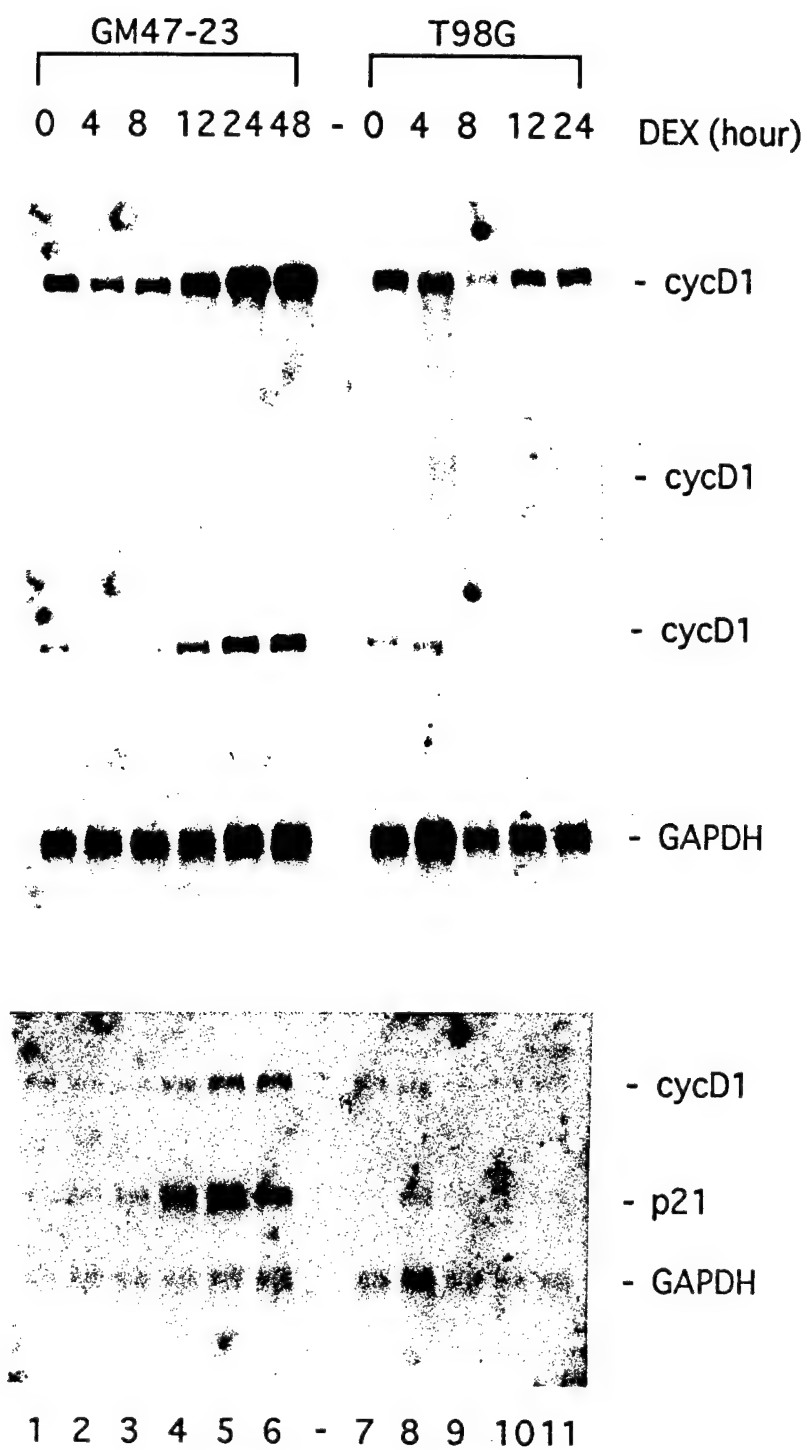 GM47-23 T98G
0 4 8 12 24 48 - 0 4 8 12 24 DEX (hour)
- cycD1
- cycD1
- cycD1
- GAPDH
- cycD1
- p21
- GAPDH
1 2 3 4 5 6 - 7 8 9 10 11